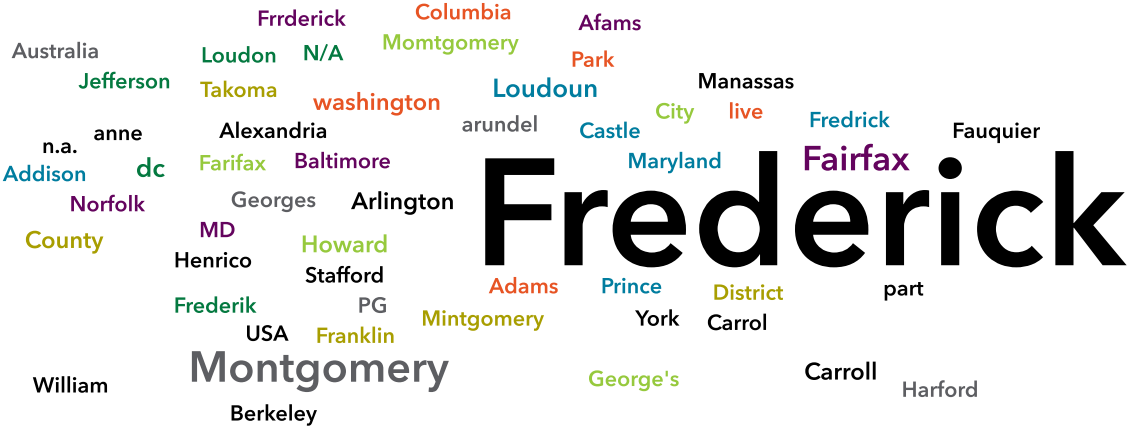 Frrderick
Columbia
Afams
Australia
Loudon
N/A
Momtgomery
Park
Jefferson
Takoma
washington
Loudoun
Manassas
City
live
n.a.
anne
Alexandria
arundel
Castle
Fredrick
Fauquier
Addison
dc
Farifax
Baltimore
Maryland
Fairfax
Norfolk
Georges
Arlington
Frederick
County
MD
Howard
Henrico
Stafford
Adams
Prince
District
part
Frederik
PG
Mintgomery
York
Carrol
USA
Franklin
Montgomery
William
George's
Carroll
Harford
Berkeley